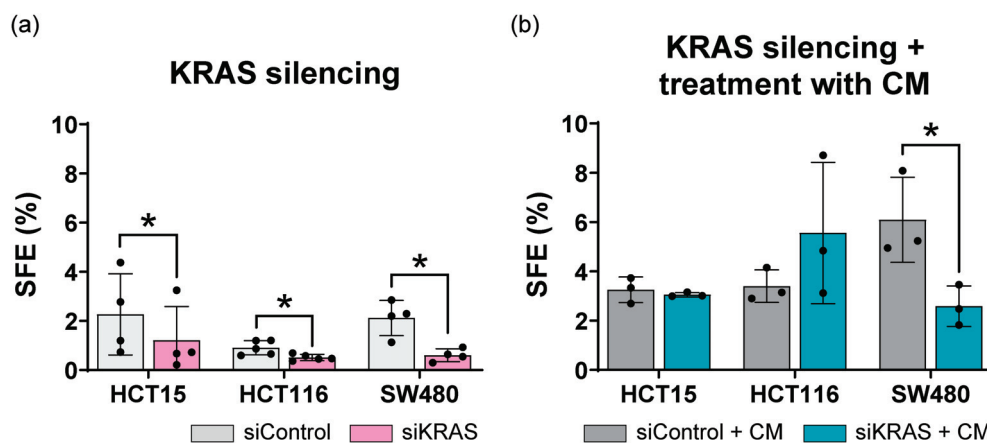 (a)
KRAS silencing
SFE (%)
10
8
6
4
2
0
*
*
*
HCT15 HCT116 SW480
siControl siKRAS
(b)
KRAS silencing +
treatment with CM
SFE (%)
10
8
6
4
2
0
*
HCT15 HCT116 SW480
siControl + CM siKRAS + CM